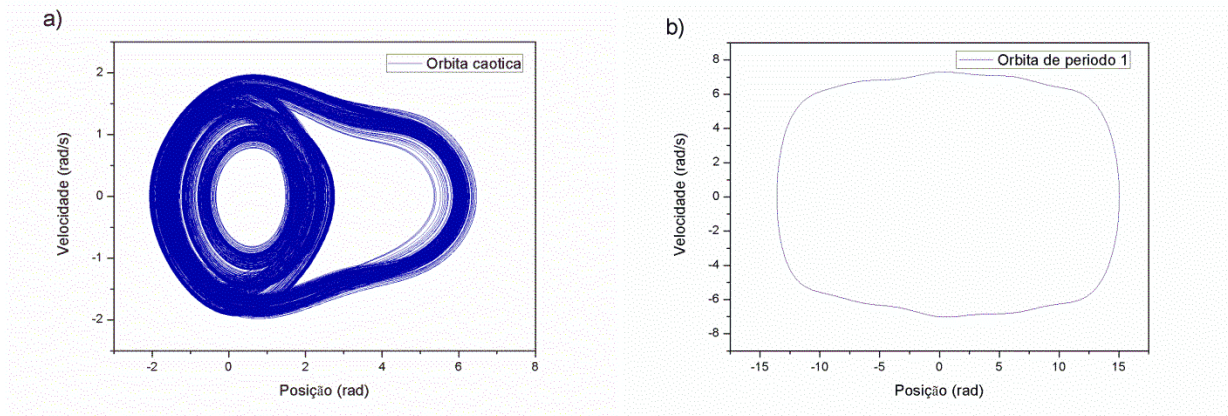 a)
Orbita caotica
2
1
0
-1
-2
Velocidade (rad/s)
-2 0 2 4 6 8
Posição (rad)
b)
Orbita de periodo 1
8
6
4
2
0
-2
-4
-6
-8
Velocidade (rad/s)
-15 -10 -5 0 5 10 15
Posição (rad)